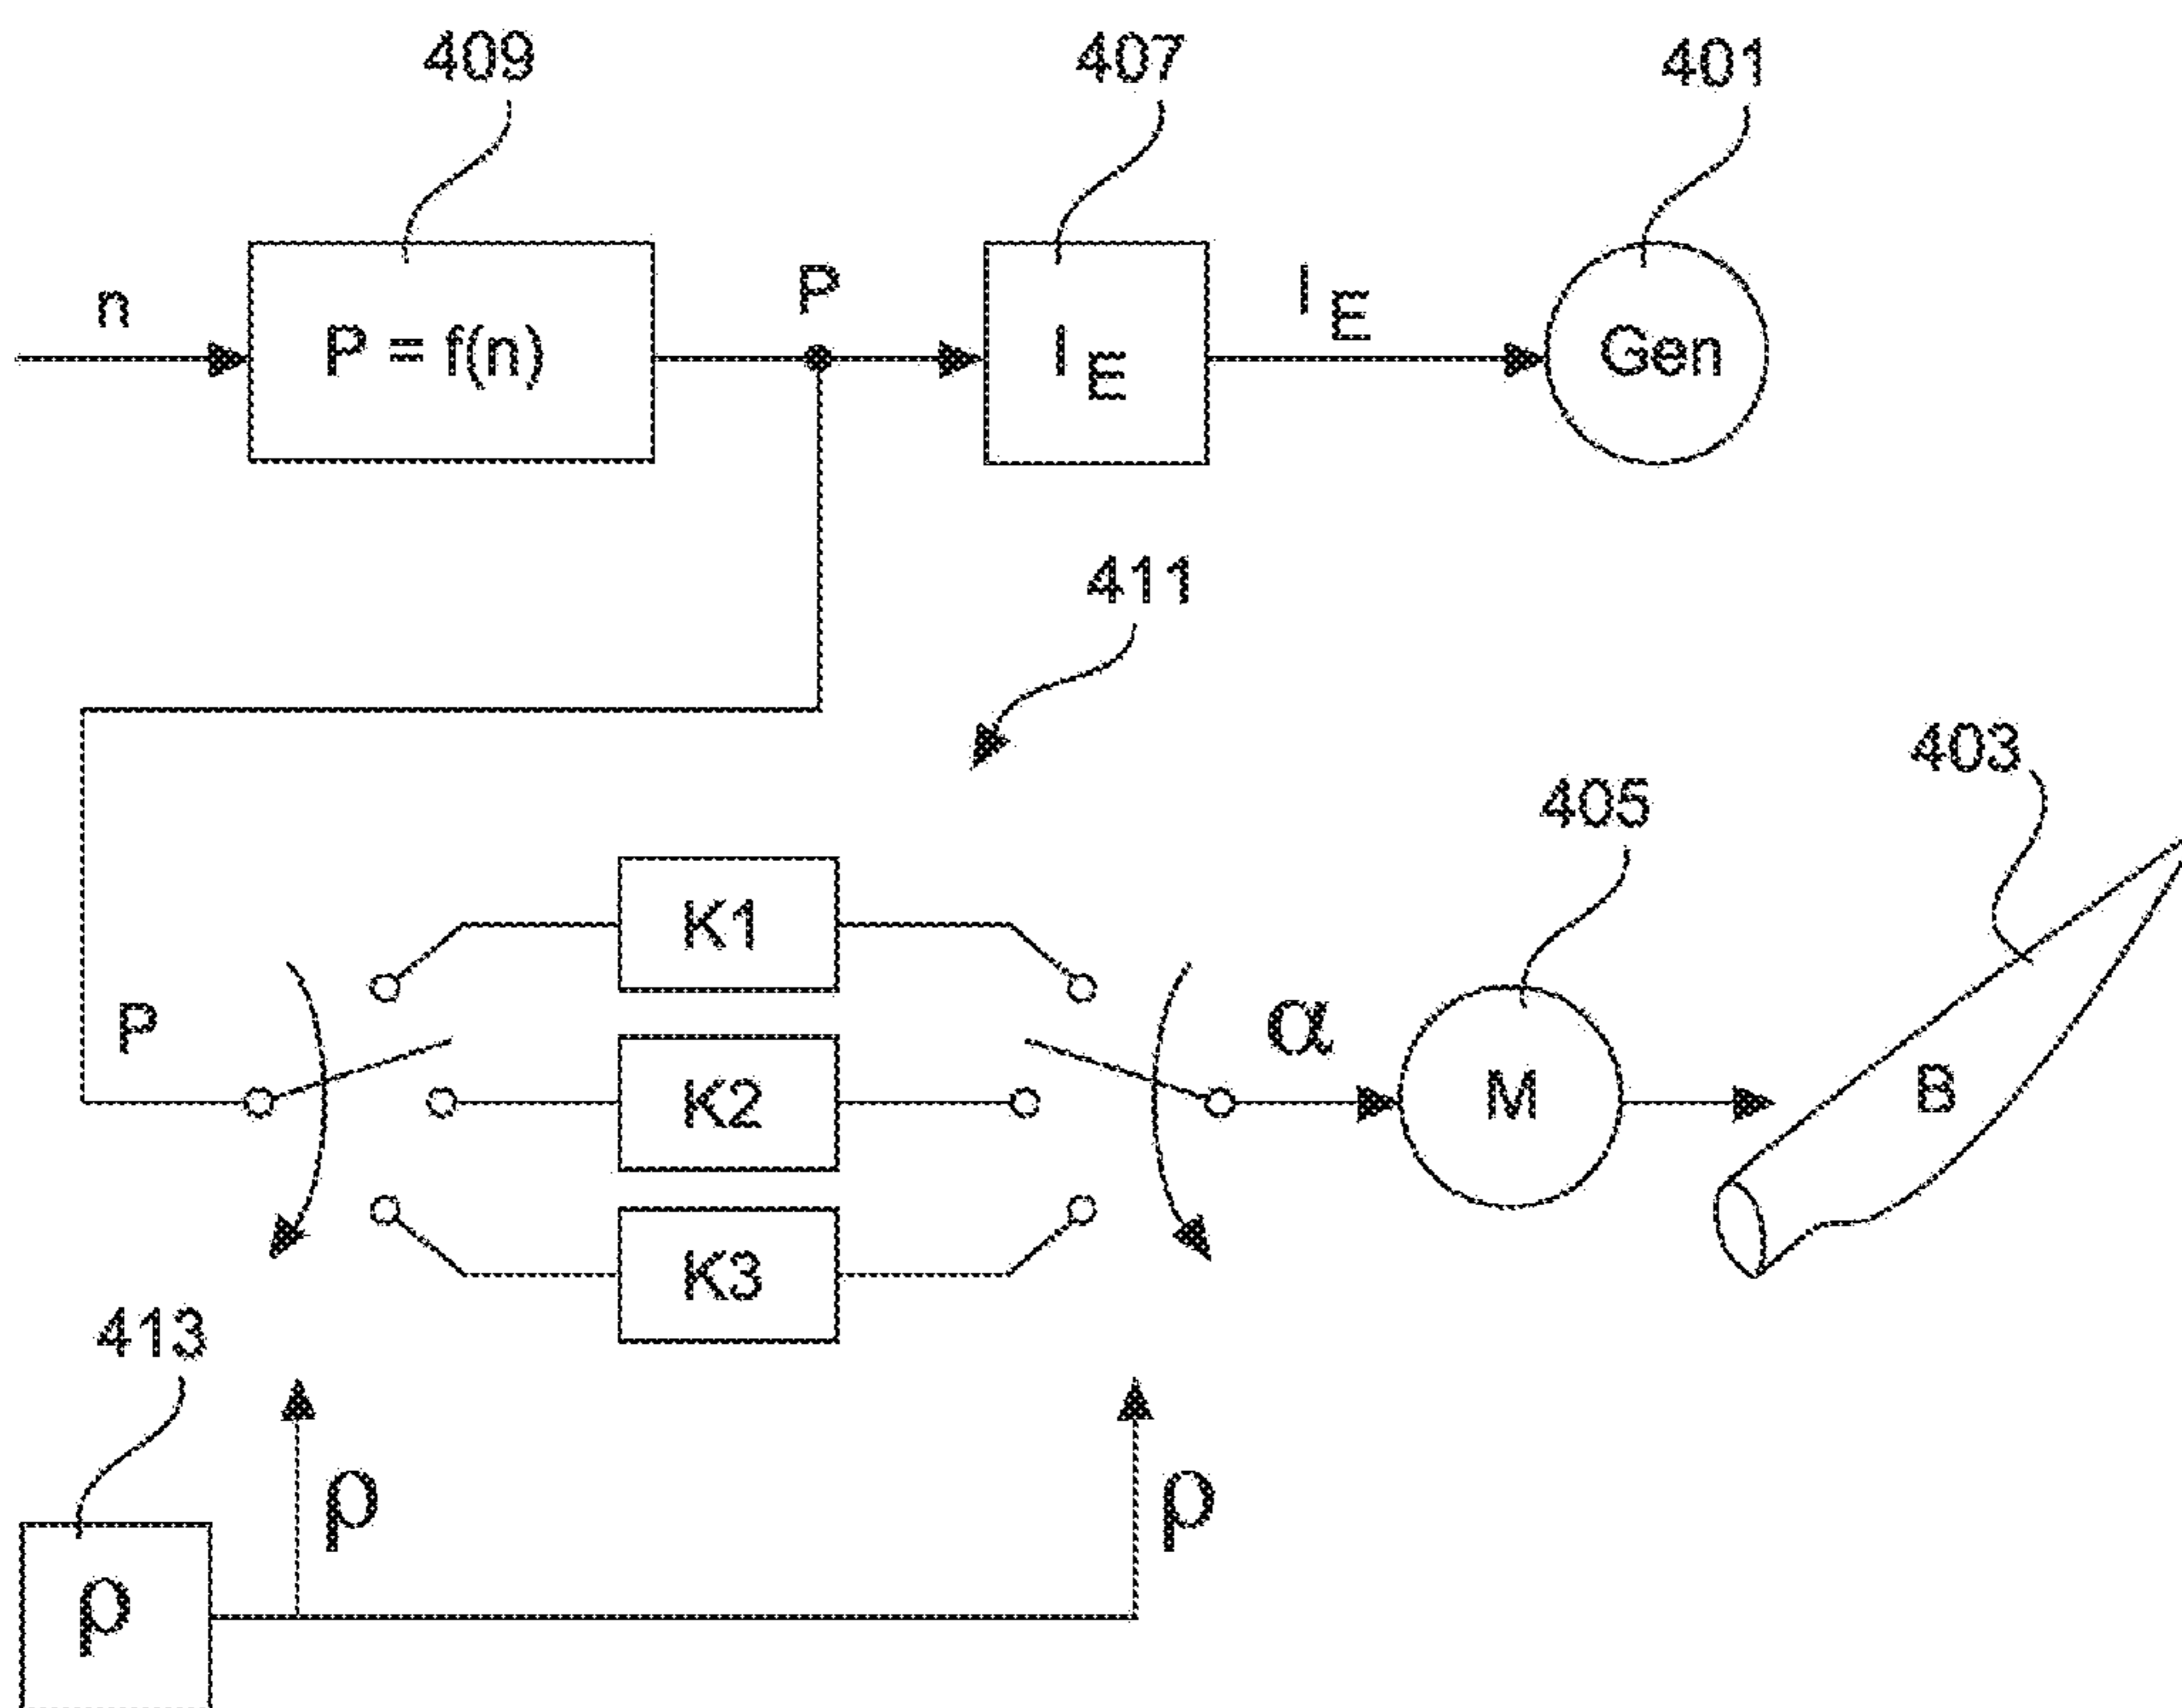 409
407
401
n
P = f(n)
P
I E
I E
Gen
411
403
405
K1
P
K2
α
M
B
K3
413
ρ
ρ
ρ